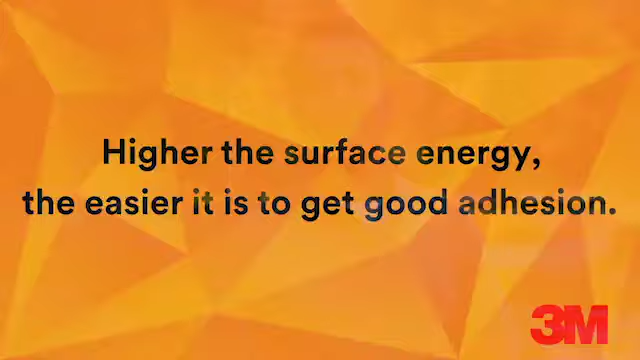 Higher the surface energy,
the easier it is to get good adhesion.
3M